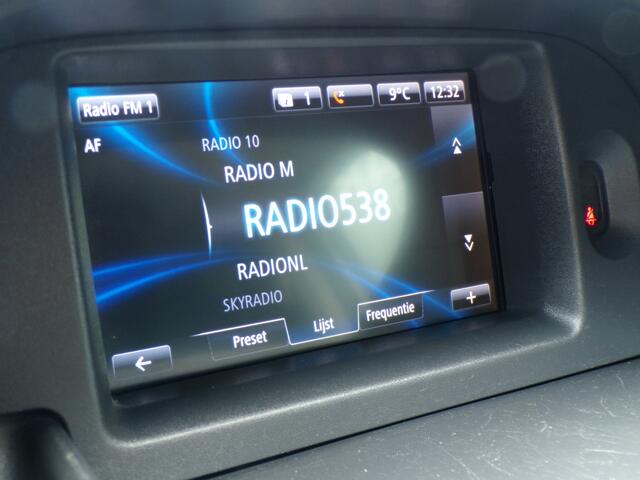 Radio FM 1
1
9°C
12:32
AF
RADIO 10
RADIO M
RADIO538
RADIONL
SKYRADIO
Preset
Lijst
Frequentie
+